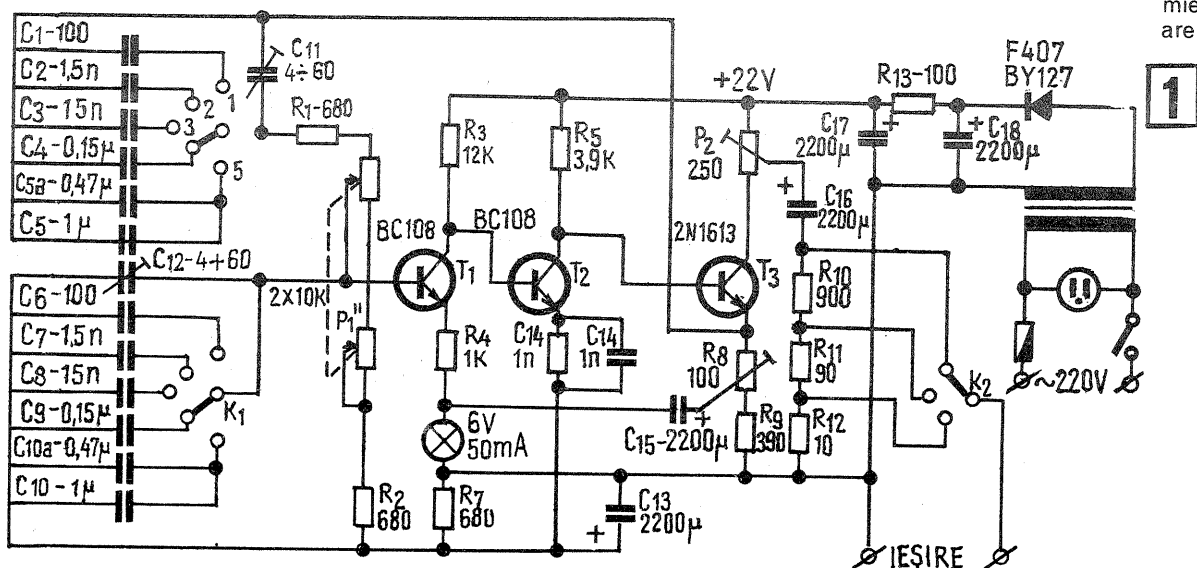 C1-100
C2-1,5n
C3-15n
C4-0,15µ
C5a-0,47µ
C5-1µ
2
1
3
5
C11
4÷60
R1-680
C12-4+60
C6-100
C7-1,5n
C8-15n
C9-0,15µ
C10a-0,47µ
C10-1µ
K1
2X10K
P1"
R2
680
R3
12K
BC108
T1
R4
1K
6V
50mA
R7
680
R5
3,9K
BC108
T2
C14
1n
C14
1n
C13
2200µ
+
+22V
P2
250
2N1613
T3
R8
100
R9
390
C15-2200µ
+
+
C16
2200µ
R10
900
R11
90
R12
10
K2
C17
2200µ
+
R13-100
+
C18
2200µ
F407
BY127
~220V
IEȘIRE
mie
are
1